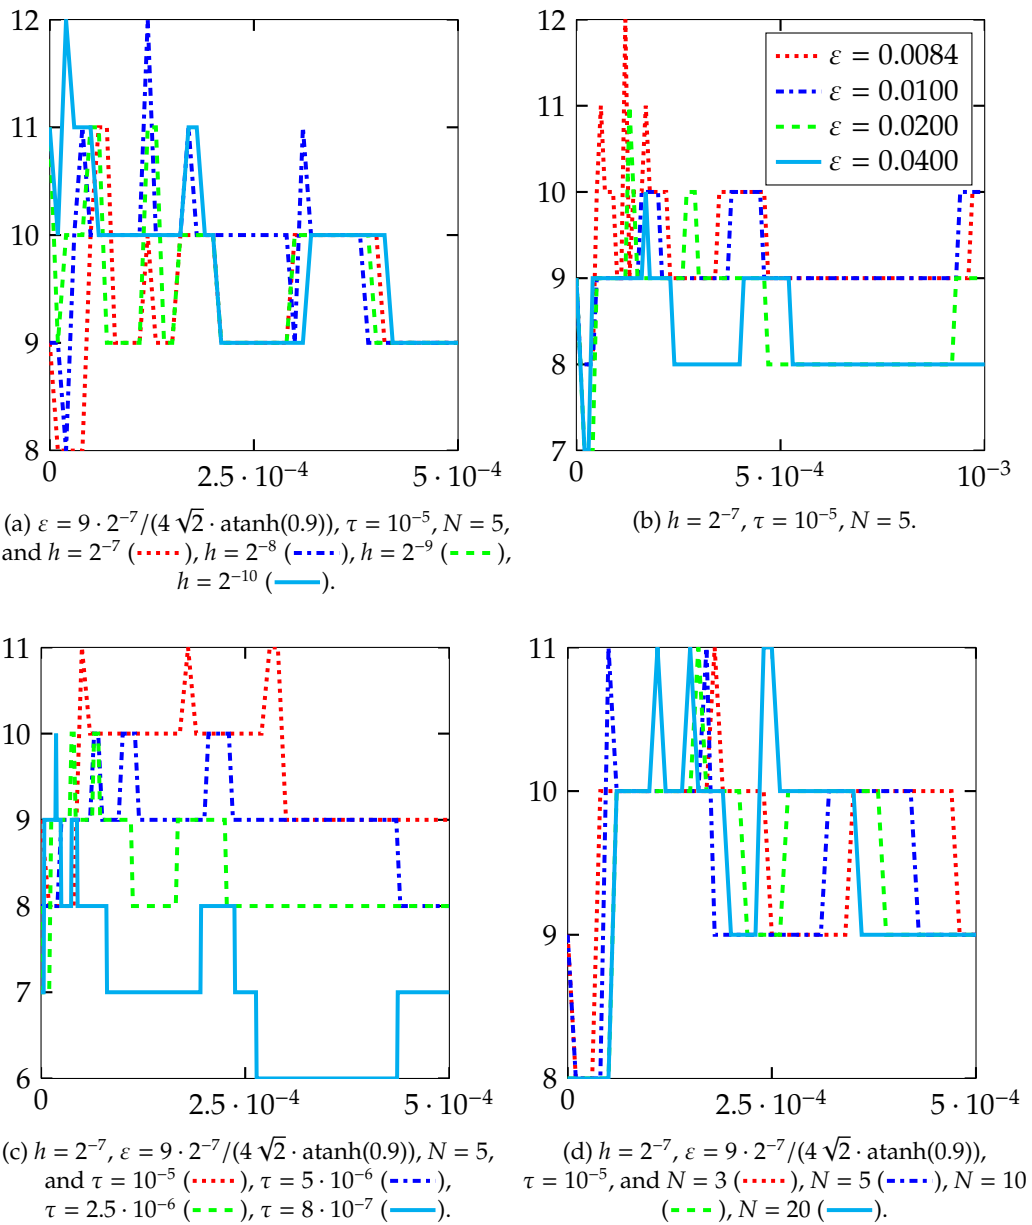 12
11
10
9
8
0
2.5 · 10⁻⁴
5 · 10⁻⁴
(a) ε = 9 · 2⁻⁷/(4 √2 · atanh(0.9)), τ = 10⁻⁵, N = 5,
and h = 2⁻⁷ ( ), h = 2⁻⁸ ( ), h = 2⁻⁹ ( ),
h = 2⁻¹⁰ ( ).
12
11
10
9
8
7
0
5 · 10⁻⁴
10⁻³
ε = 0.0084
ε = 0.0100
ε = 0.0200
ε = 0.0400
(b) h = 2⁻⁷, τ = 10⁻⁵, N = 5.
11
10
9
8
7
6
0
2.5 · 10⁻⁴
5 · 10⁻⁴
(c) h = 2⁻⁷, ε = 9 · 2⁻⁷/(4 √2 · atanh(0.9)), N = 5,
and τ = 10⁻⁵ ( ), τ = 5 · 10⁻⁶ ( ),
τ = 2.5 · 10⁻⁶ ( ), τ = 8 · 10⁻⁷ ( ).
11
10
9
8
0
2.5 · 10⁻⁴
5 · 10⁻⁴
(d) h = 2⁻⁷, ε = 9 · 2⁻⁷/(4 √2 · atanh(0.9)),
τ = 10⁻⁵, and N = 3 ( ), N = 5 ( ), N = 10
( ), N = 20 ( ).